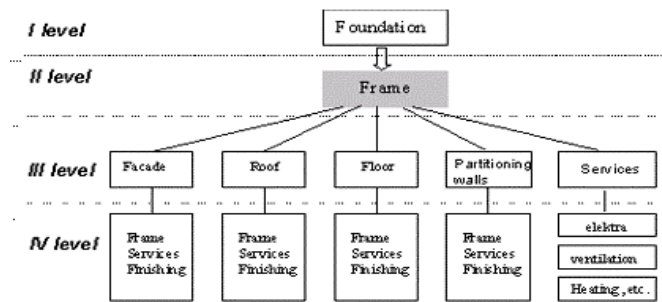 I level
Foundation
II level
Frame
III level
Facade
Roof
Floor
Partitioning
walls
Services
IV level
Frame
Services
Finishing
Frame
Services
Finishing
Frame
Services
Finishing
Frame
Services
Finishing
elektra
ventilation
Heating, etc.